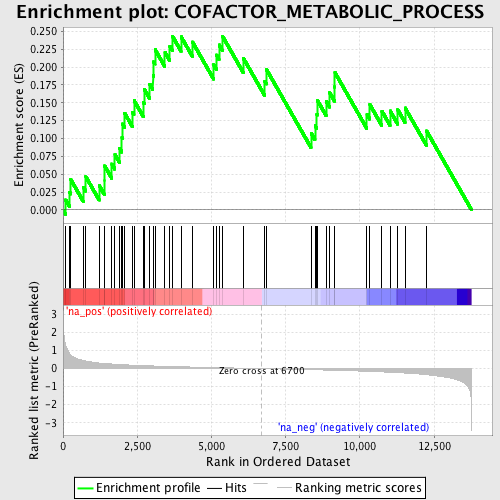 Enrichment plot: COFACTOR_METABOLIC_PROCESS
Enrichment score (ES)
0.250
0.225
0.200
0.175
0.150
0.125
0.100
0.075
0.050
0.025
0.000
'na_pos' (positively correlated)
Ranked list metric (PreRanked)
3
2
1
0
-1
-2
-3
Zero cross at 6700
'na_neg' (negatively correlated)
0
2,500
5,000
7,500
10,000
12,500
Rank in Ordered Dataset
Enrichment profile
Hits
Ranking metric scores